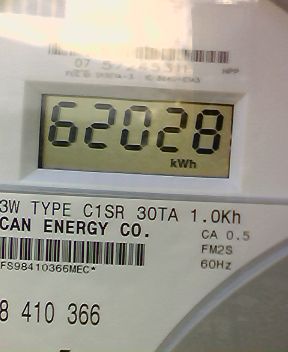 62028
kWh
3W TYPE C1SR 30TA 1.0Kh
CAN ENERGY CO.
CA 0.5
FM2S
60Hz
FS98410366MEC*
8 410 366